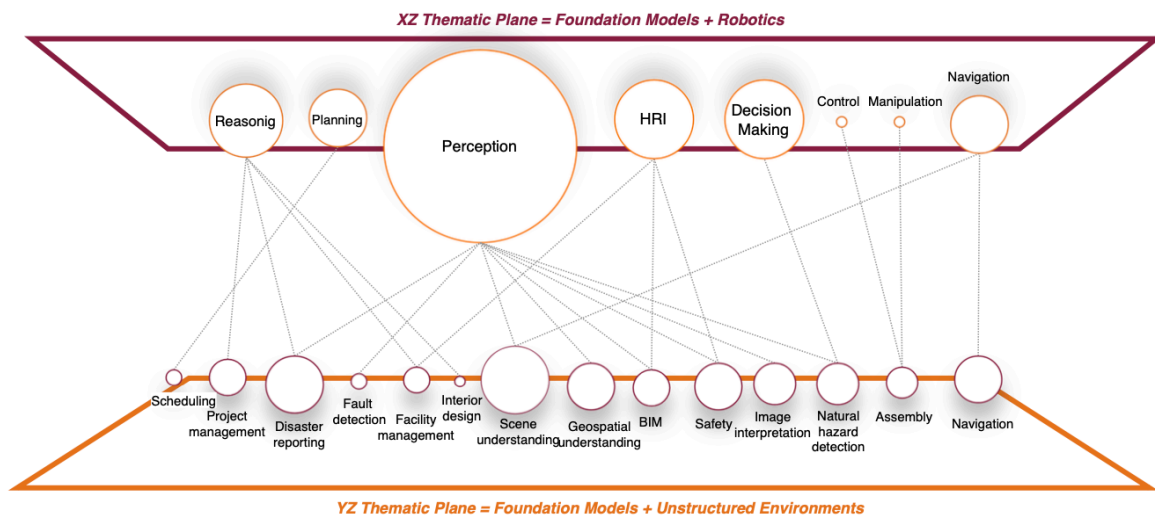 XZ Thematic Plane = Foundation Models + Robotics
Reasonig
Planning
Perception
HRI
Decision
Making
Control
Manipulation
Navigation
Scheduling
Project
management
Disaster
reporting
Fault
detection
Facility
management
Interior
design
Scene
understanding
Geospatial
understanding
BIM
Safety
Image
interpretation
Natural
hazard
detection
Assembly
Navigation
YZ Thematic Plane = Foundation Models + Unstructured Environments